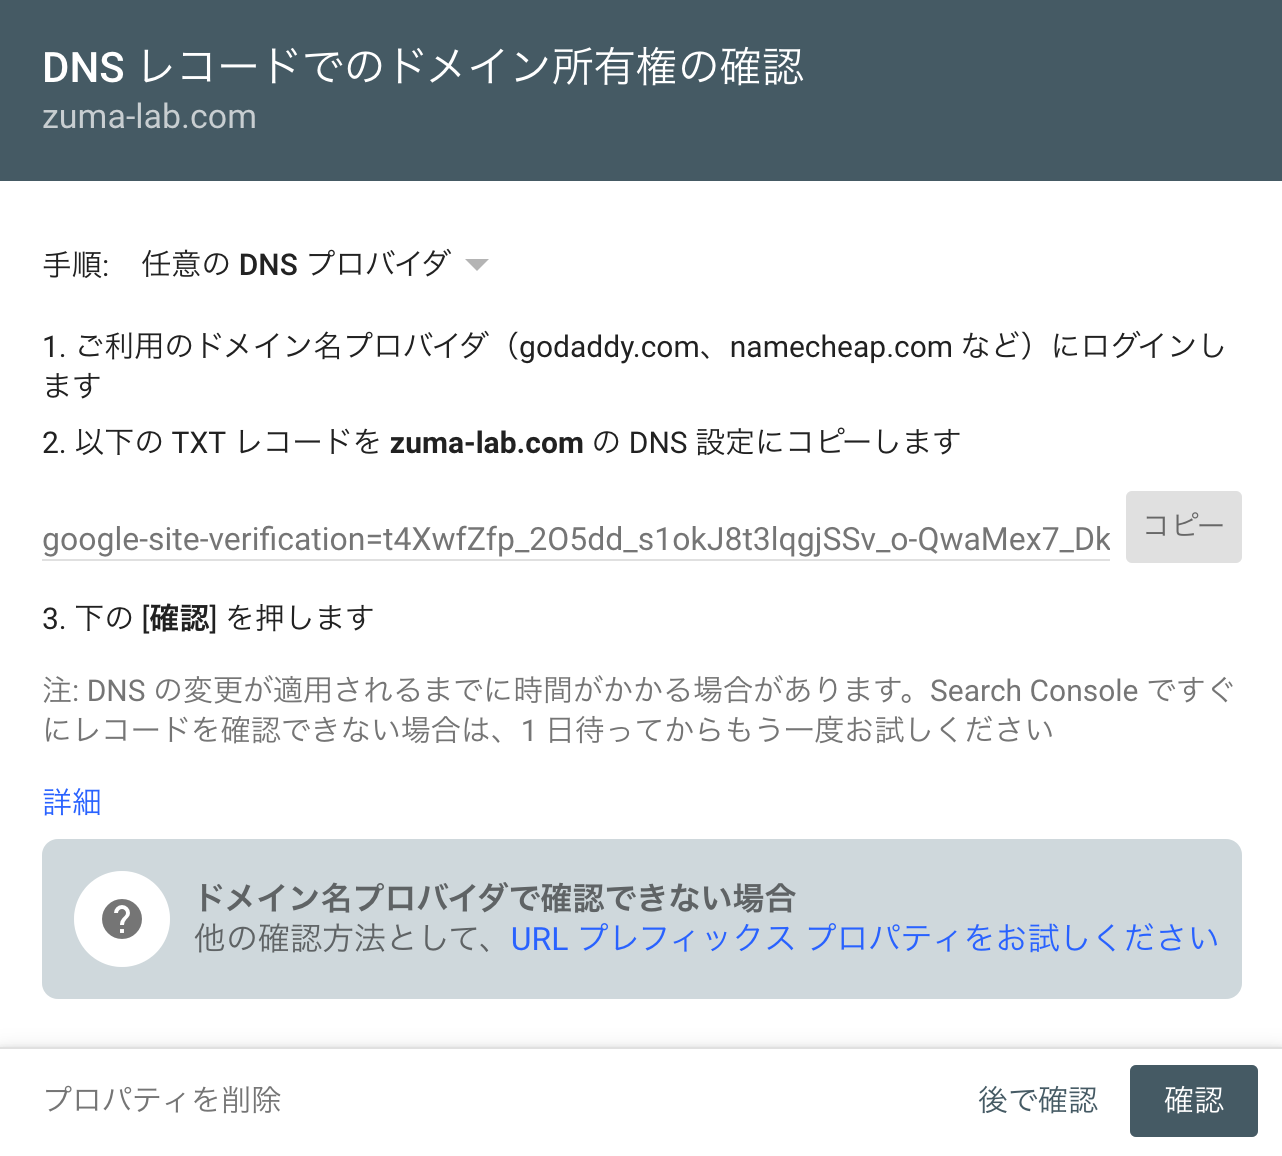 DNS レコードでのドメイン所有権の確認
zuma-lab.com
手順: 任意の DNS プロバイダ
1. ご利用のドメイン名プロバイダ（godaddy.com、namecheap.com など）にログインし
ます
2. 以下の TXT レコードを zuma-lab.com の DNS 設定にコピーします
google-site-verification=t4XwfZfp_2O5dd_s1okJ8t3lqgjSSv_o-QwaMex7_Dk
コピー
3. 下の [確認] を押します
注: DNS の変更が適用されるまでに時間がかかる場合があります。Search Console ですぐ
にレコードを確認できない場合は、1 日待ってからもう一度お試しください
詳細
ドメイン名プロバイダで確認できない場合
他の確認方法として、URL プレフィックス プロパティをお試しください
プロパティを削除
後で確認
確認